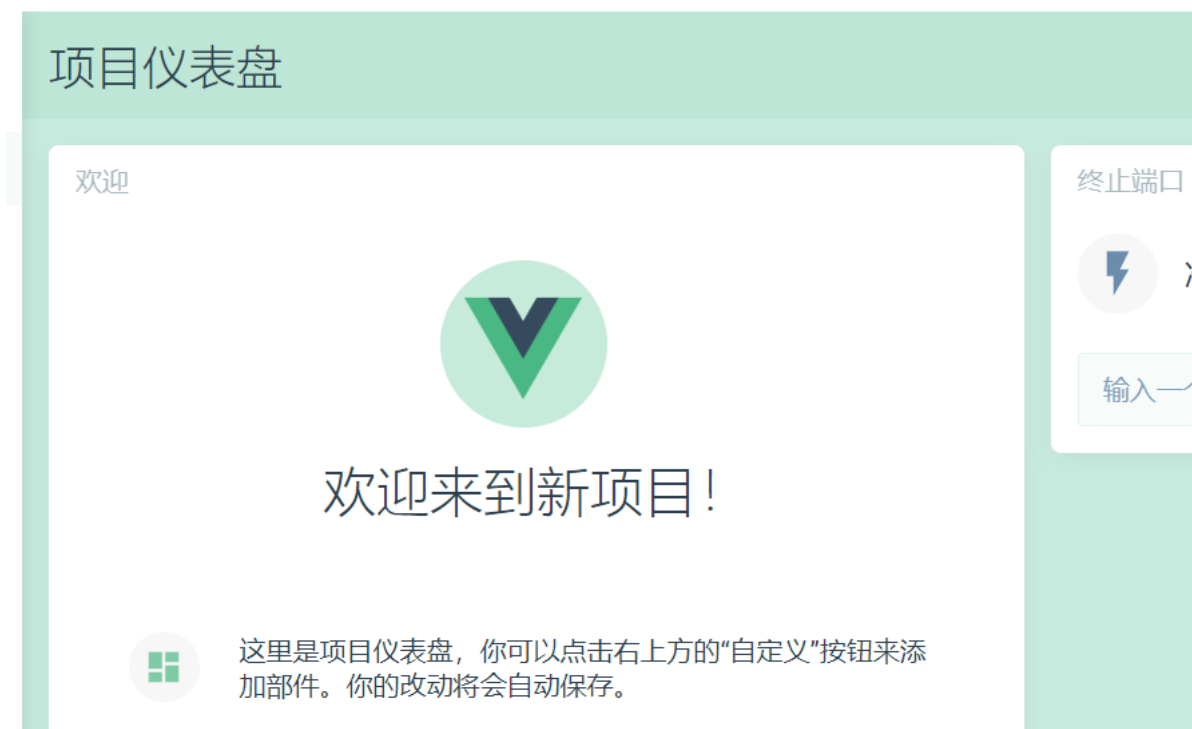 项目仪表盘
欢迎
终止端口
输入一
欢迎来到新项目！
这里是项目仪表盘，你可以点击右上方的“自定义”按钮来添
加部件。你的改动将会自动保存。